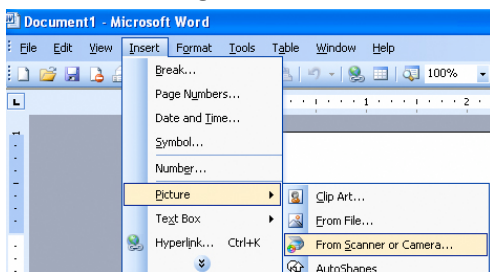 Document1 - Microsoft Word
File Edit View Insert Format Tools Table Window Help
100%
Break...
Page Numbers...
1 2
Date and Time...
Symbol...
Number...
Picture
Clip Art...
Text Box
From File...
Hyperlink... Ctrl+K
From Scanner or Camera...
AutoShapes